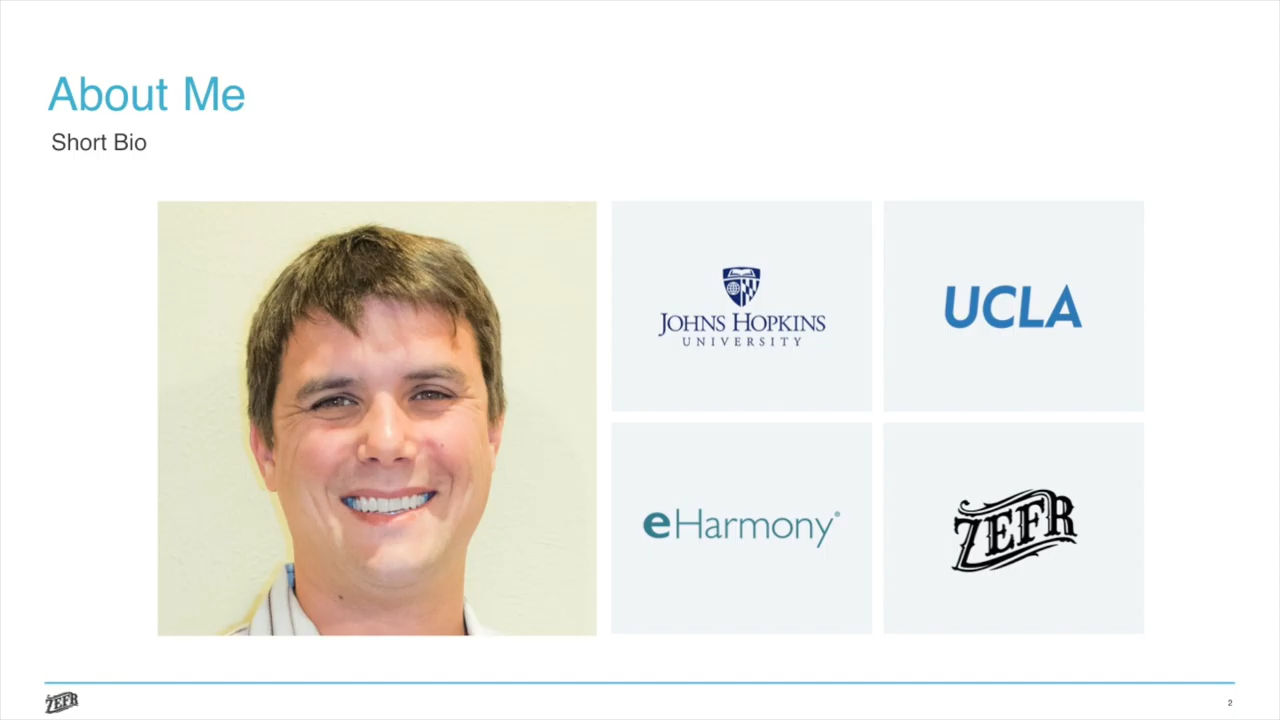 About Me
Short Bio
JOHNS HOPKINS
UNIVERSITY
UCLA
eHarmony®
ZEFR
ZEFR
2